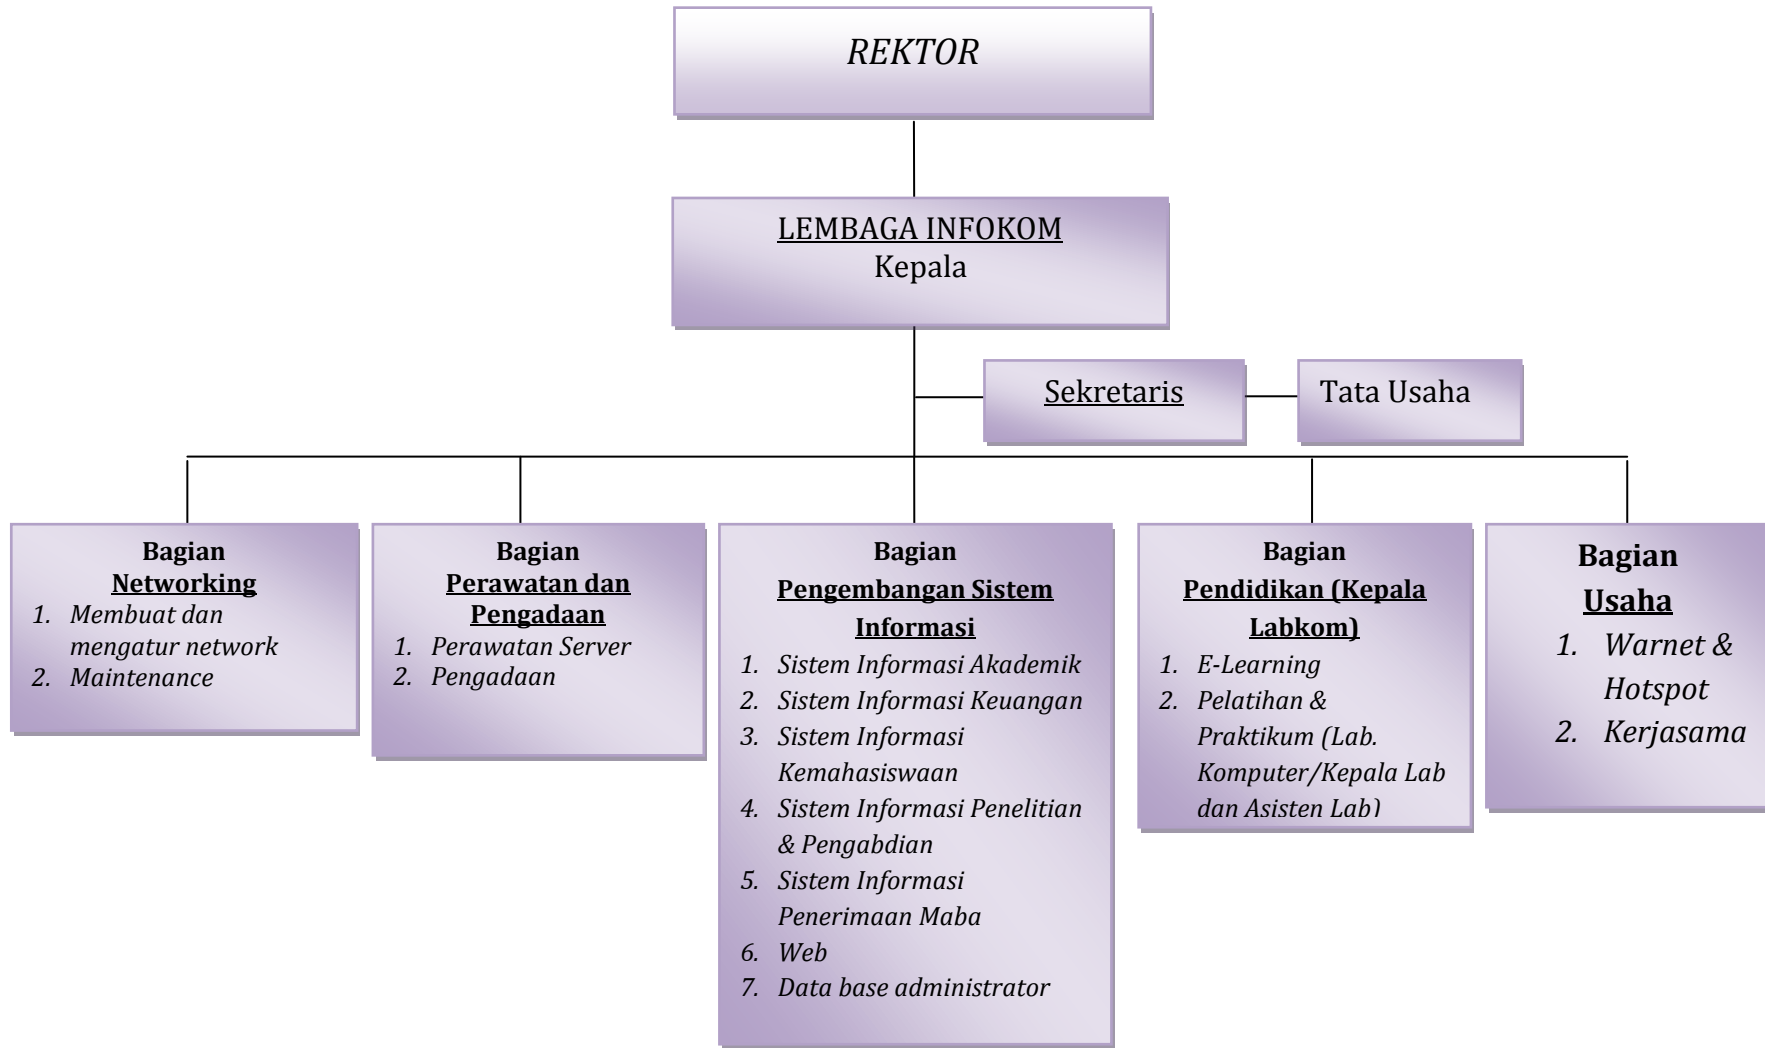 REKTOR
LEMBAGA INFOKOM
Kepala
Sekretaris
Tata Usaha
Bagian
Networking
1. Membuat dan
mengatur network
2. Maintenance
Bagian
Perawatan dan
Pengadaan
1. Perawatan Server
2. Pengadaan
Bagian
Pengembangan Sistem
Informasi
1. Sistem Informasi Akademik
2. Sistem Informasi Keuangan
3. Sistem Informasi
Kemahasiswaan
4. Sistem Informasi Penelitian
& Pengabdian
5. Sistem Informasi
Penerimaan Maba
6. Web
7. Data base administrator
Bagian
Pendidikan (Kepala
Labkom)
1. E-Learning
2. Pelatihan &
Praktikum (Lab.
Komputer/Kepala Lab
dan Asisten Lab)
Bagian
Usaha
1. Warnet &
Hotspot
2. Kerjasama